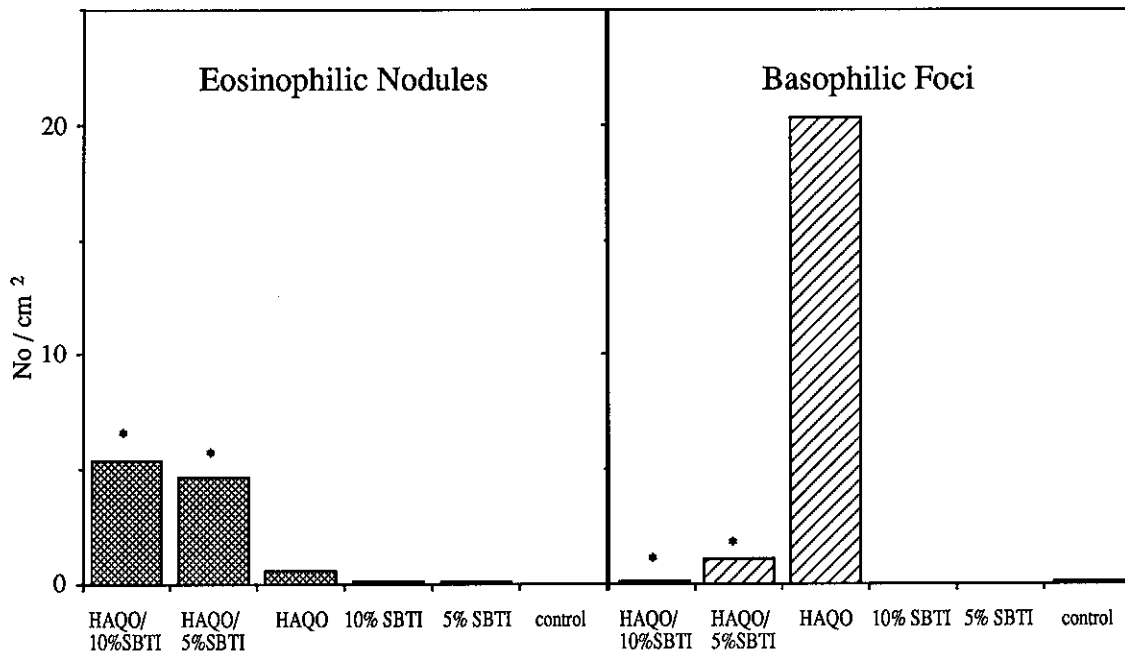 Eosinophilic Nodules
Basophilic Foci
20
10
0
No / cm ²
*
*
*
*
HAQO/
10%SBTI
HAQO/
5%SBTI
HAQO
10% SBTI
5% SBTI
control
HAQO/
10%SBTI
HAQO/
5%SBTI
HAQO
10% SBTI
5% SBTI
control